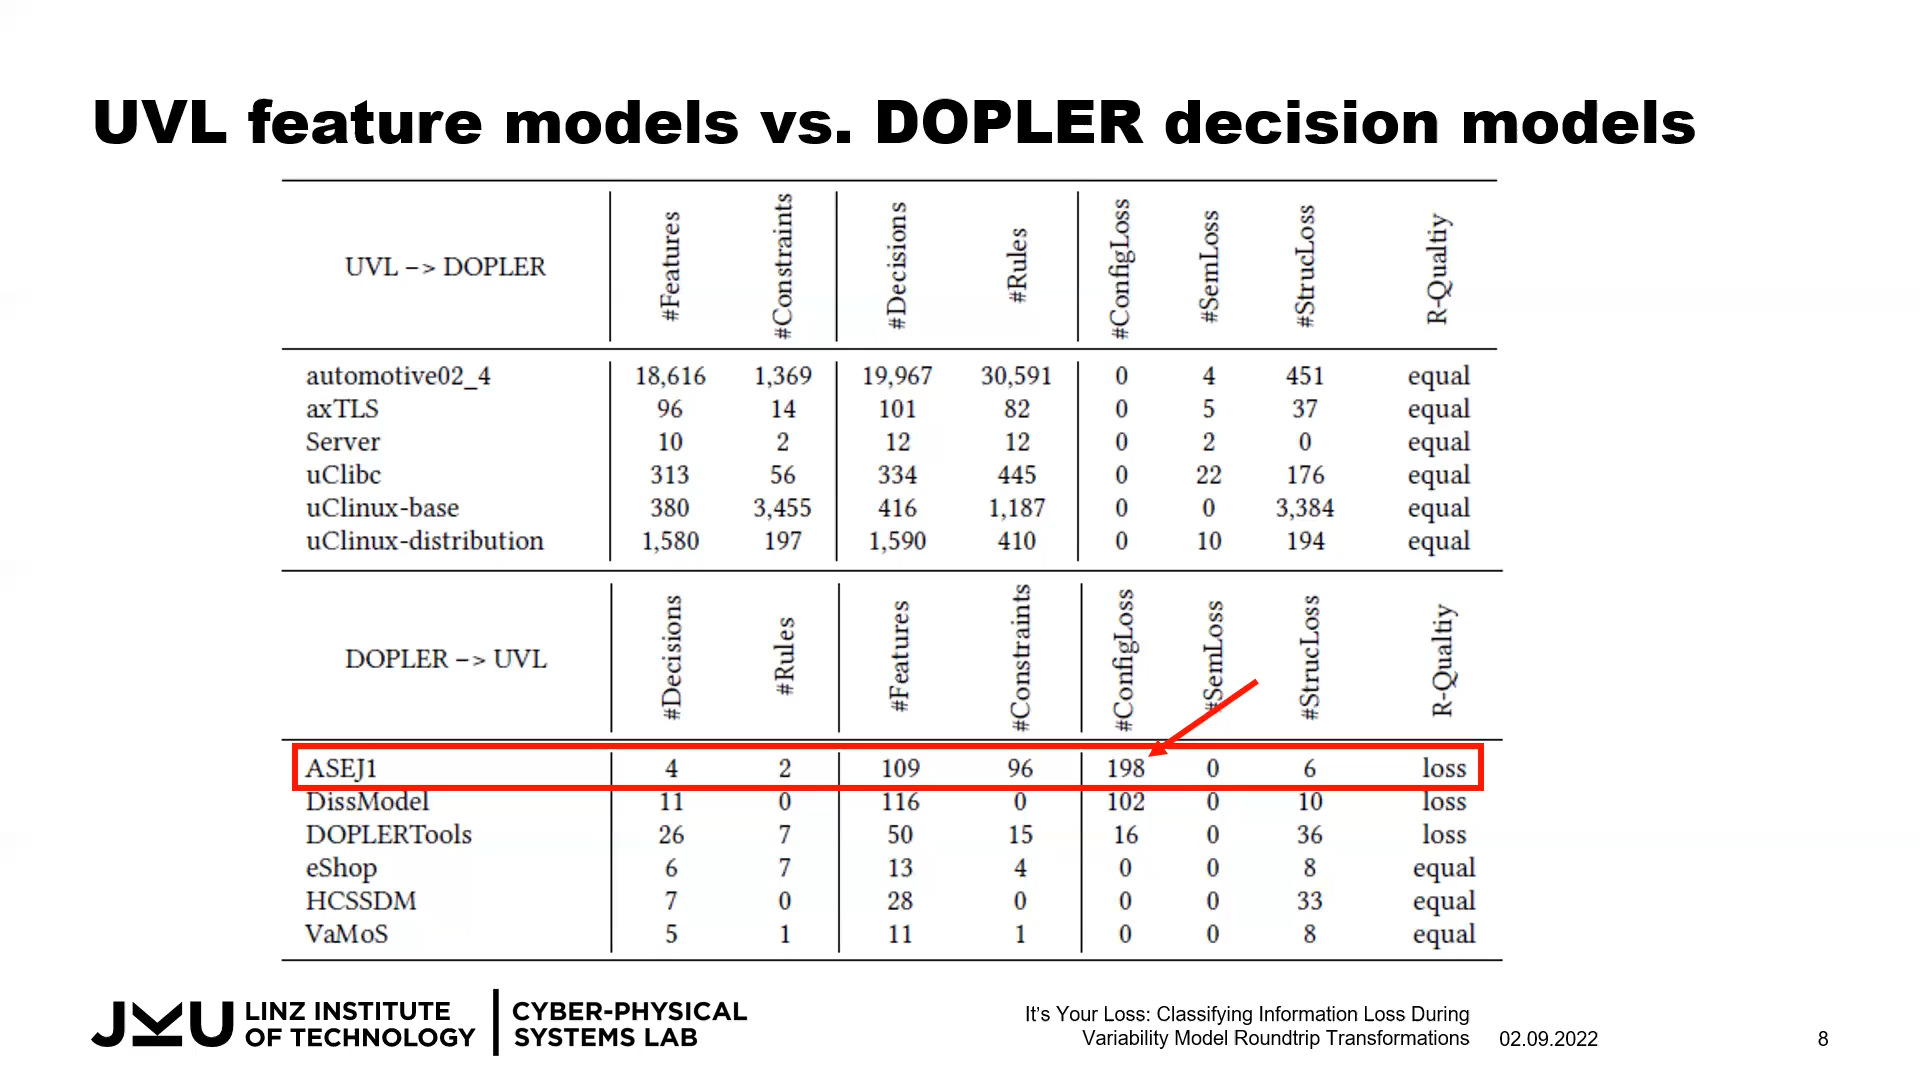 UVL feature models vs. DOPLER decision models
UVL –> DOPLER #Features #Constraints #Decisions #Rules #ConfigLoss #SemLoss #StrucLoss R-Qualtiy
automotive02_4 18,616 1,369 19,967 30,591 0 4 451 equal
axTLS 96 14 101 82 0 5 37 equal
Server 10 2 12 12 0 2 0 equal
uClibc 313 56 334 445 0 22 176 equal
uClinux-base 380 3,455 416 1,187 0 0 3,384 equal
uClinux-distribution 1,580 197 1,590 410 0 10 194 equal
DOPLER –> UVL #Decisions #Rules #Features #Constraints #ConfigLoss #SemLoss #StrucLoss R-Qualtiy
ASEJ1 4 2 109 96 198 0 6 loss
DissModel 11 0 116 0 102 0 10 loss
DOPLERTools 26 7 50 15 16 0 36 loss
eShop 6 7 13 4 0 0 8 equal
HCSSDM 7 0 28 0 0 0 33 equal
VaMoS 5 1 11 1 0 0 8 equal
JKU LINZ INSTITUTE
OF TECHNOLOGY
CYBER-PHYSICAL
SYSTEMS LAB
It's Your Loss: Classifying Information Loss During
Variability Model Roundtrip Transformations
02.09.2022
8